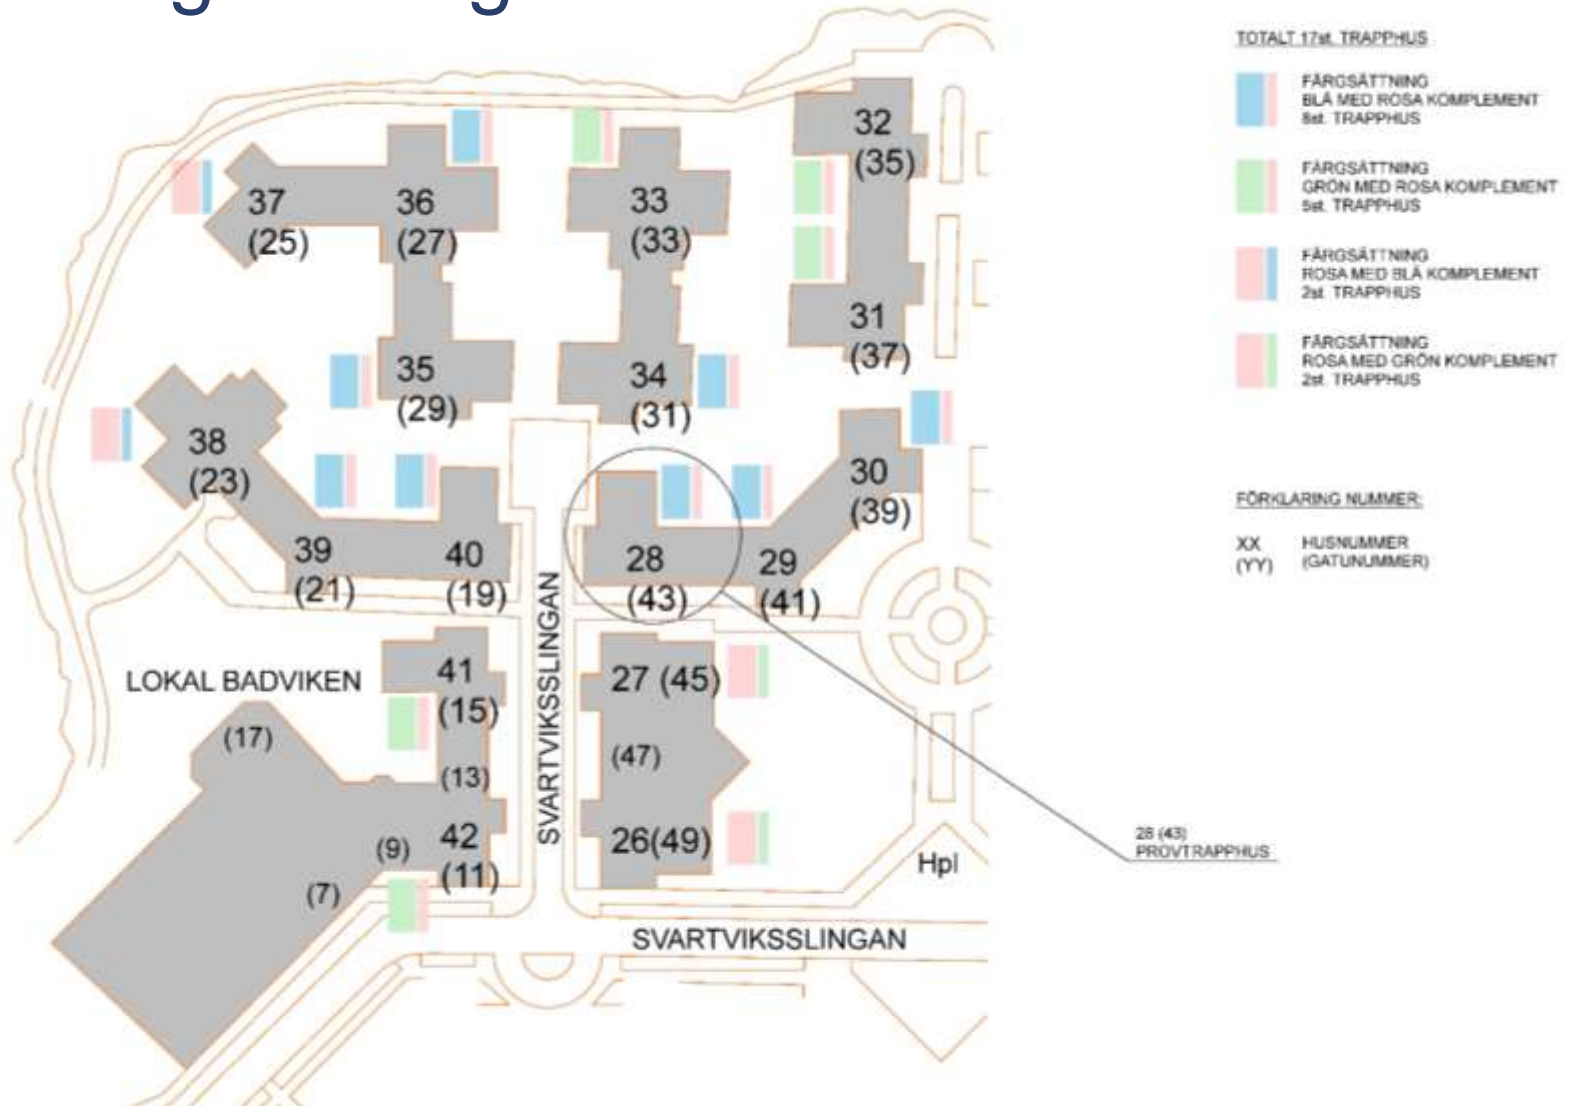 TOTALT 17st. TRAPPHUS
FÄRGSÄTTNING
BLÅ MED ROSA KOMPLEMENT
8st. TRAPPHUS
FÄRGSÄTTNING
GRÖN MED ROSA KOMPLEMENT
5st. TRAPPHUS
FÄRGSÄTTNING
ROSA MED BLÅ KOMPLEMENT
2st. TRAPPHUS
FÄRGSÄTTNING
ROSA MED GRÖN KOMPLEMENT
2st. TRAPPHUS
FÖRKLARING NUMMER:
XX HUSNUMMER
(YY) (GATUNUMMER)
32
(35)
37
(25)
36
(27)
33
(33)
31
(37)
35
(29)
34
(31)
38
(23)
30
(39)
39
(21)
40
(19)
28
(43)
29
(41)
LOKAL BADVIKEN
41
(15)
SVARTVIKSSLINGAN
27 (45)
(17)
(13)
(47)
42
(11)
(9)
(7)
26(49)
28 (43)
PROVTRAPPHUS
Hpl
SVARTVIKSSLINGAN